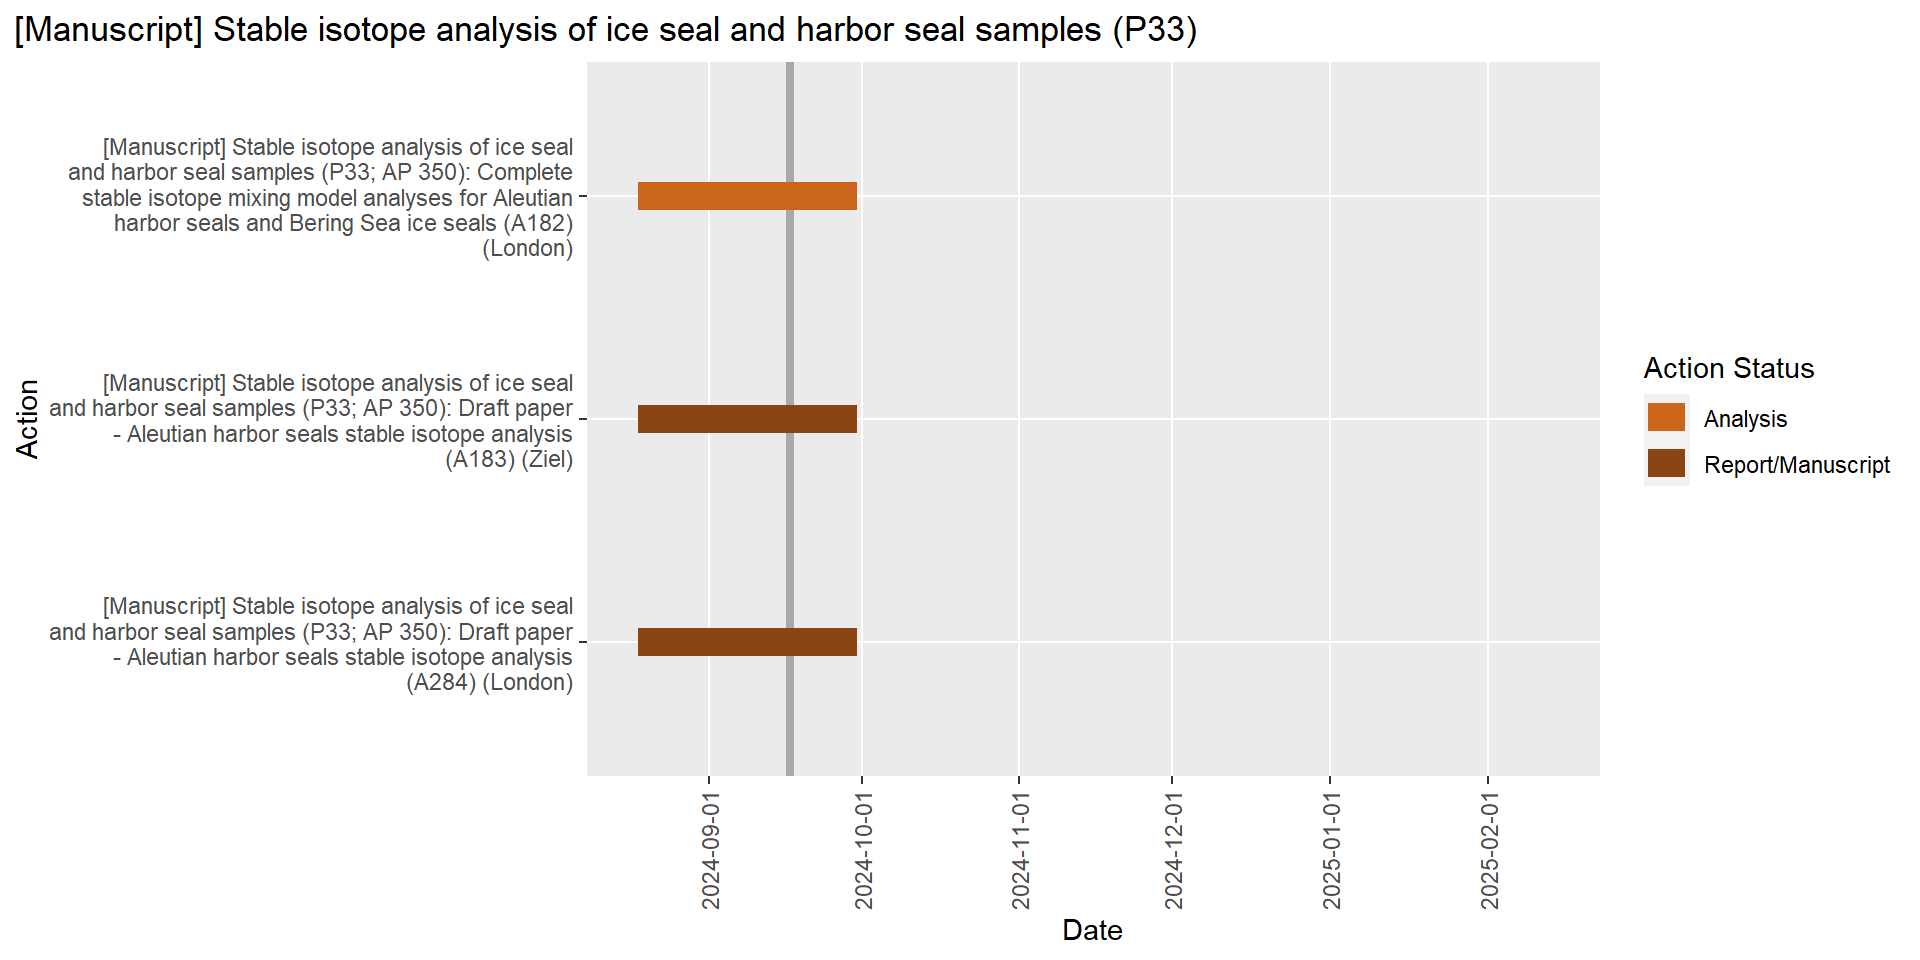 [Manuscript] Stable isotope analysis of ice seal and harbor seal samples (P33)
[Manuscript] Stable isotope analysis of ice seal
and harbor seal samples (P33; AP 350): Complete
stable isotope mixing model analyses for Aleutian
harbor seals and Bering Sea ice seals (A182)
(London)
[Manuscript] Stable isotope analysis of ice seal
and harbor seal samples (P33; AP 350): Draft paper
- Aleutian harbor seals stable isotope analysis
(A183) (Ziel)
[Manuscript] Stable isotope analysis of ice seal
and harbor seal samples (P33; AP 350): Draft paper
- Aleutian harbor seals stable isotope analysis
(A284) (London)
Action
2024-09-01
2024-10-01
2024-11-01
2024-12-01
2025-01-01
2025-02-01
Date
Action Status
Analysis
Report/Manuscript